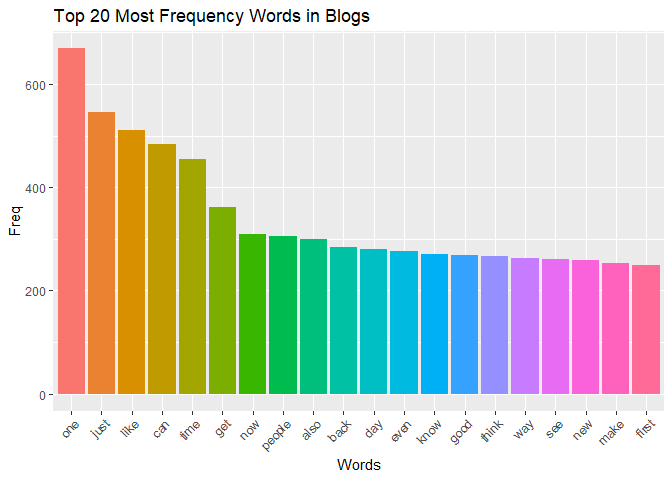 Top 20 Most Frequency Words in Blogs
Freq
600
400
200
0
one just like can time get now people also back day even know good think way see new make first
Words